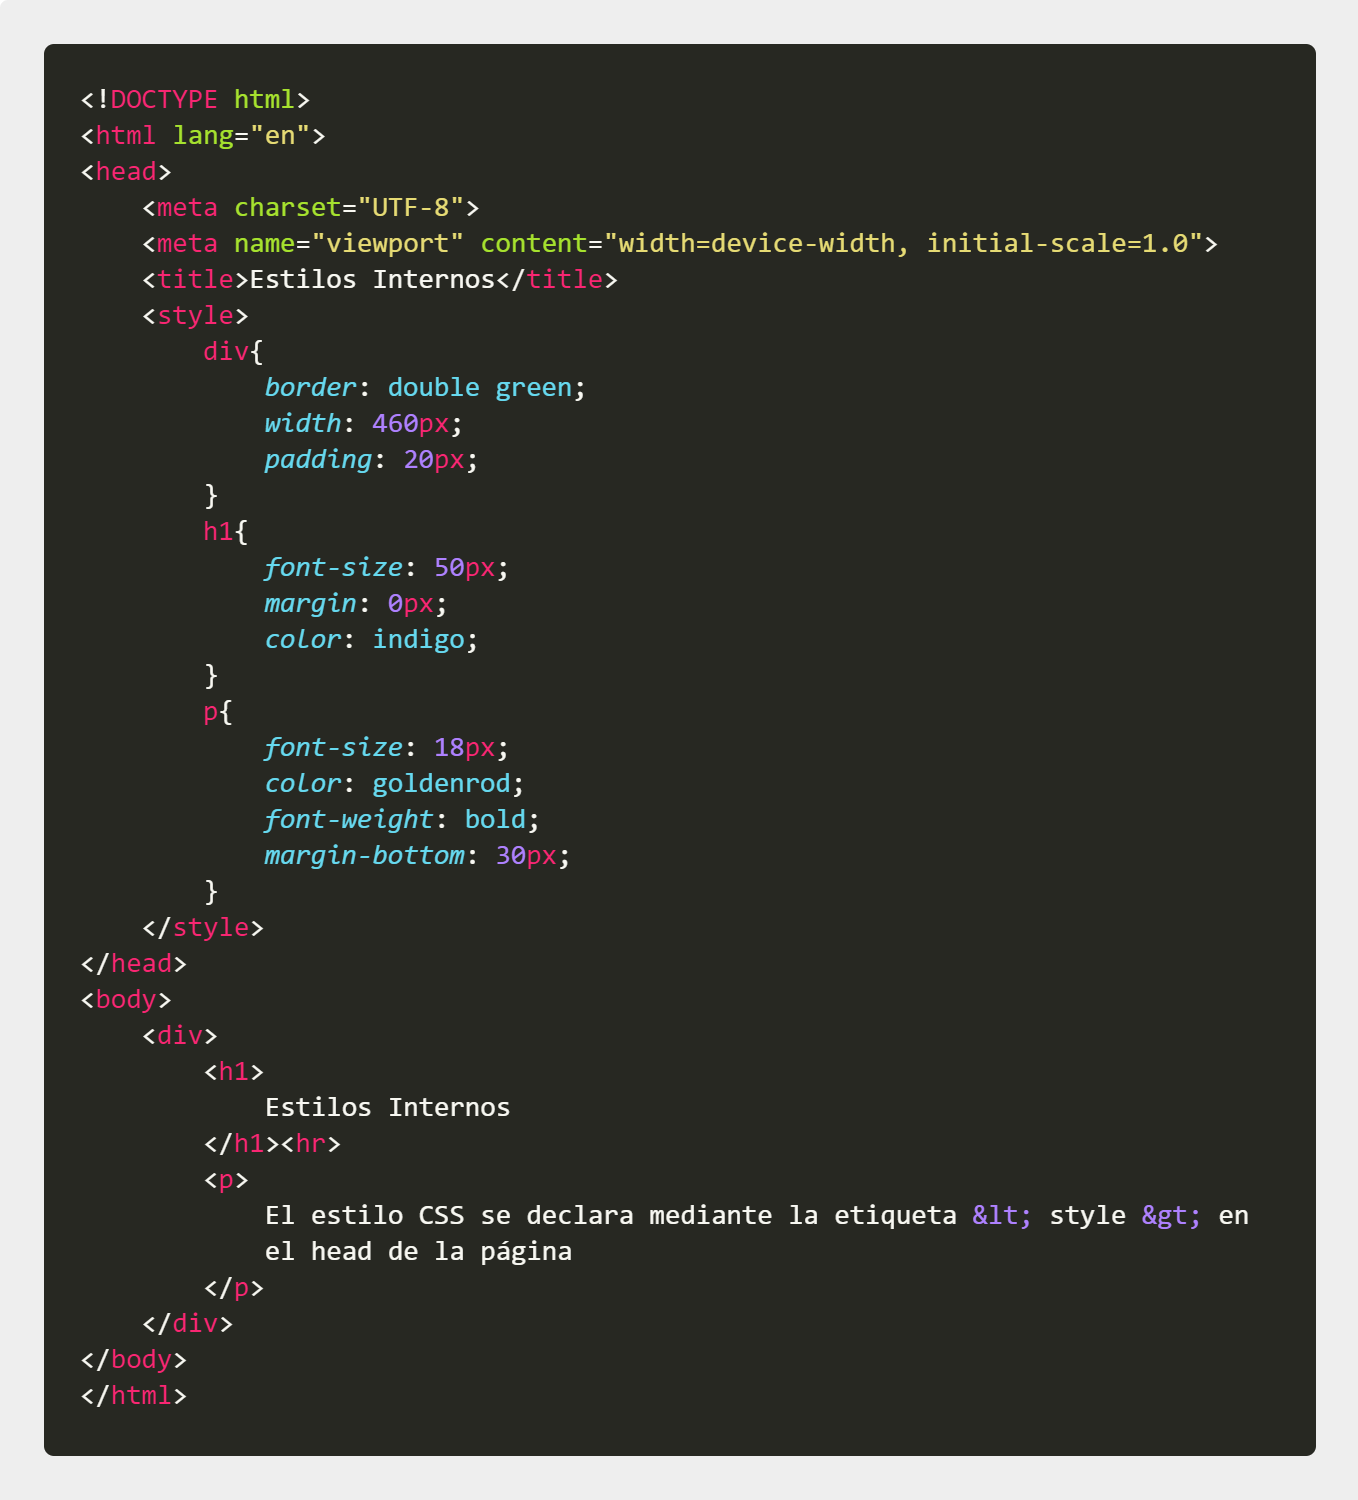 <!DOCTYPE html>
<html lang="en">
<head>
    <meta charset="UTF-8">
    <meta name="viewport" content="width=device-width, initial-scale=1.0">
    <title>Estilos Internos</title>
    <style>
        div{
            border: double green;
            width: 460px;
            padding: 20px;
        }
        h1{
            font-size: 50px;
            margin: 0px;
            color: indigo;
        }
        p{
            font-size: 18px;
            color: goldenrod;
            font-weight: bold;
            margin-bottom: 30px;
        }
    </style>
</head>
<body>
    <div>
        <h1>
            Estilos Internos
        </h1><hr>
        <p>
            El estilo CSS se declara mediante la etiqueta &lt; style &gt; en
            el head de la página
        </p>
    </div>
</body>
</html>